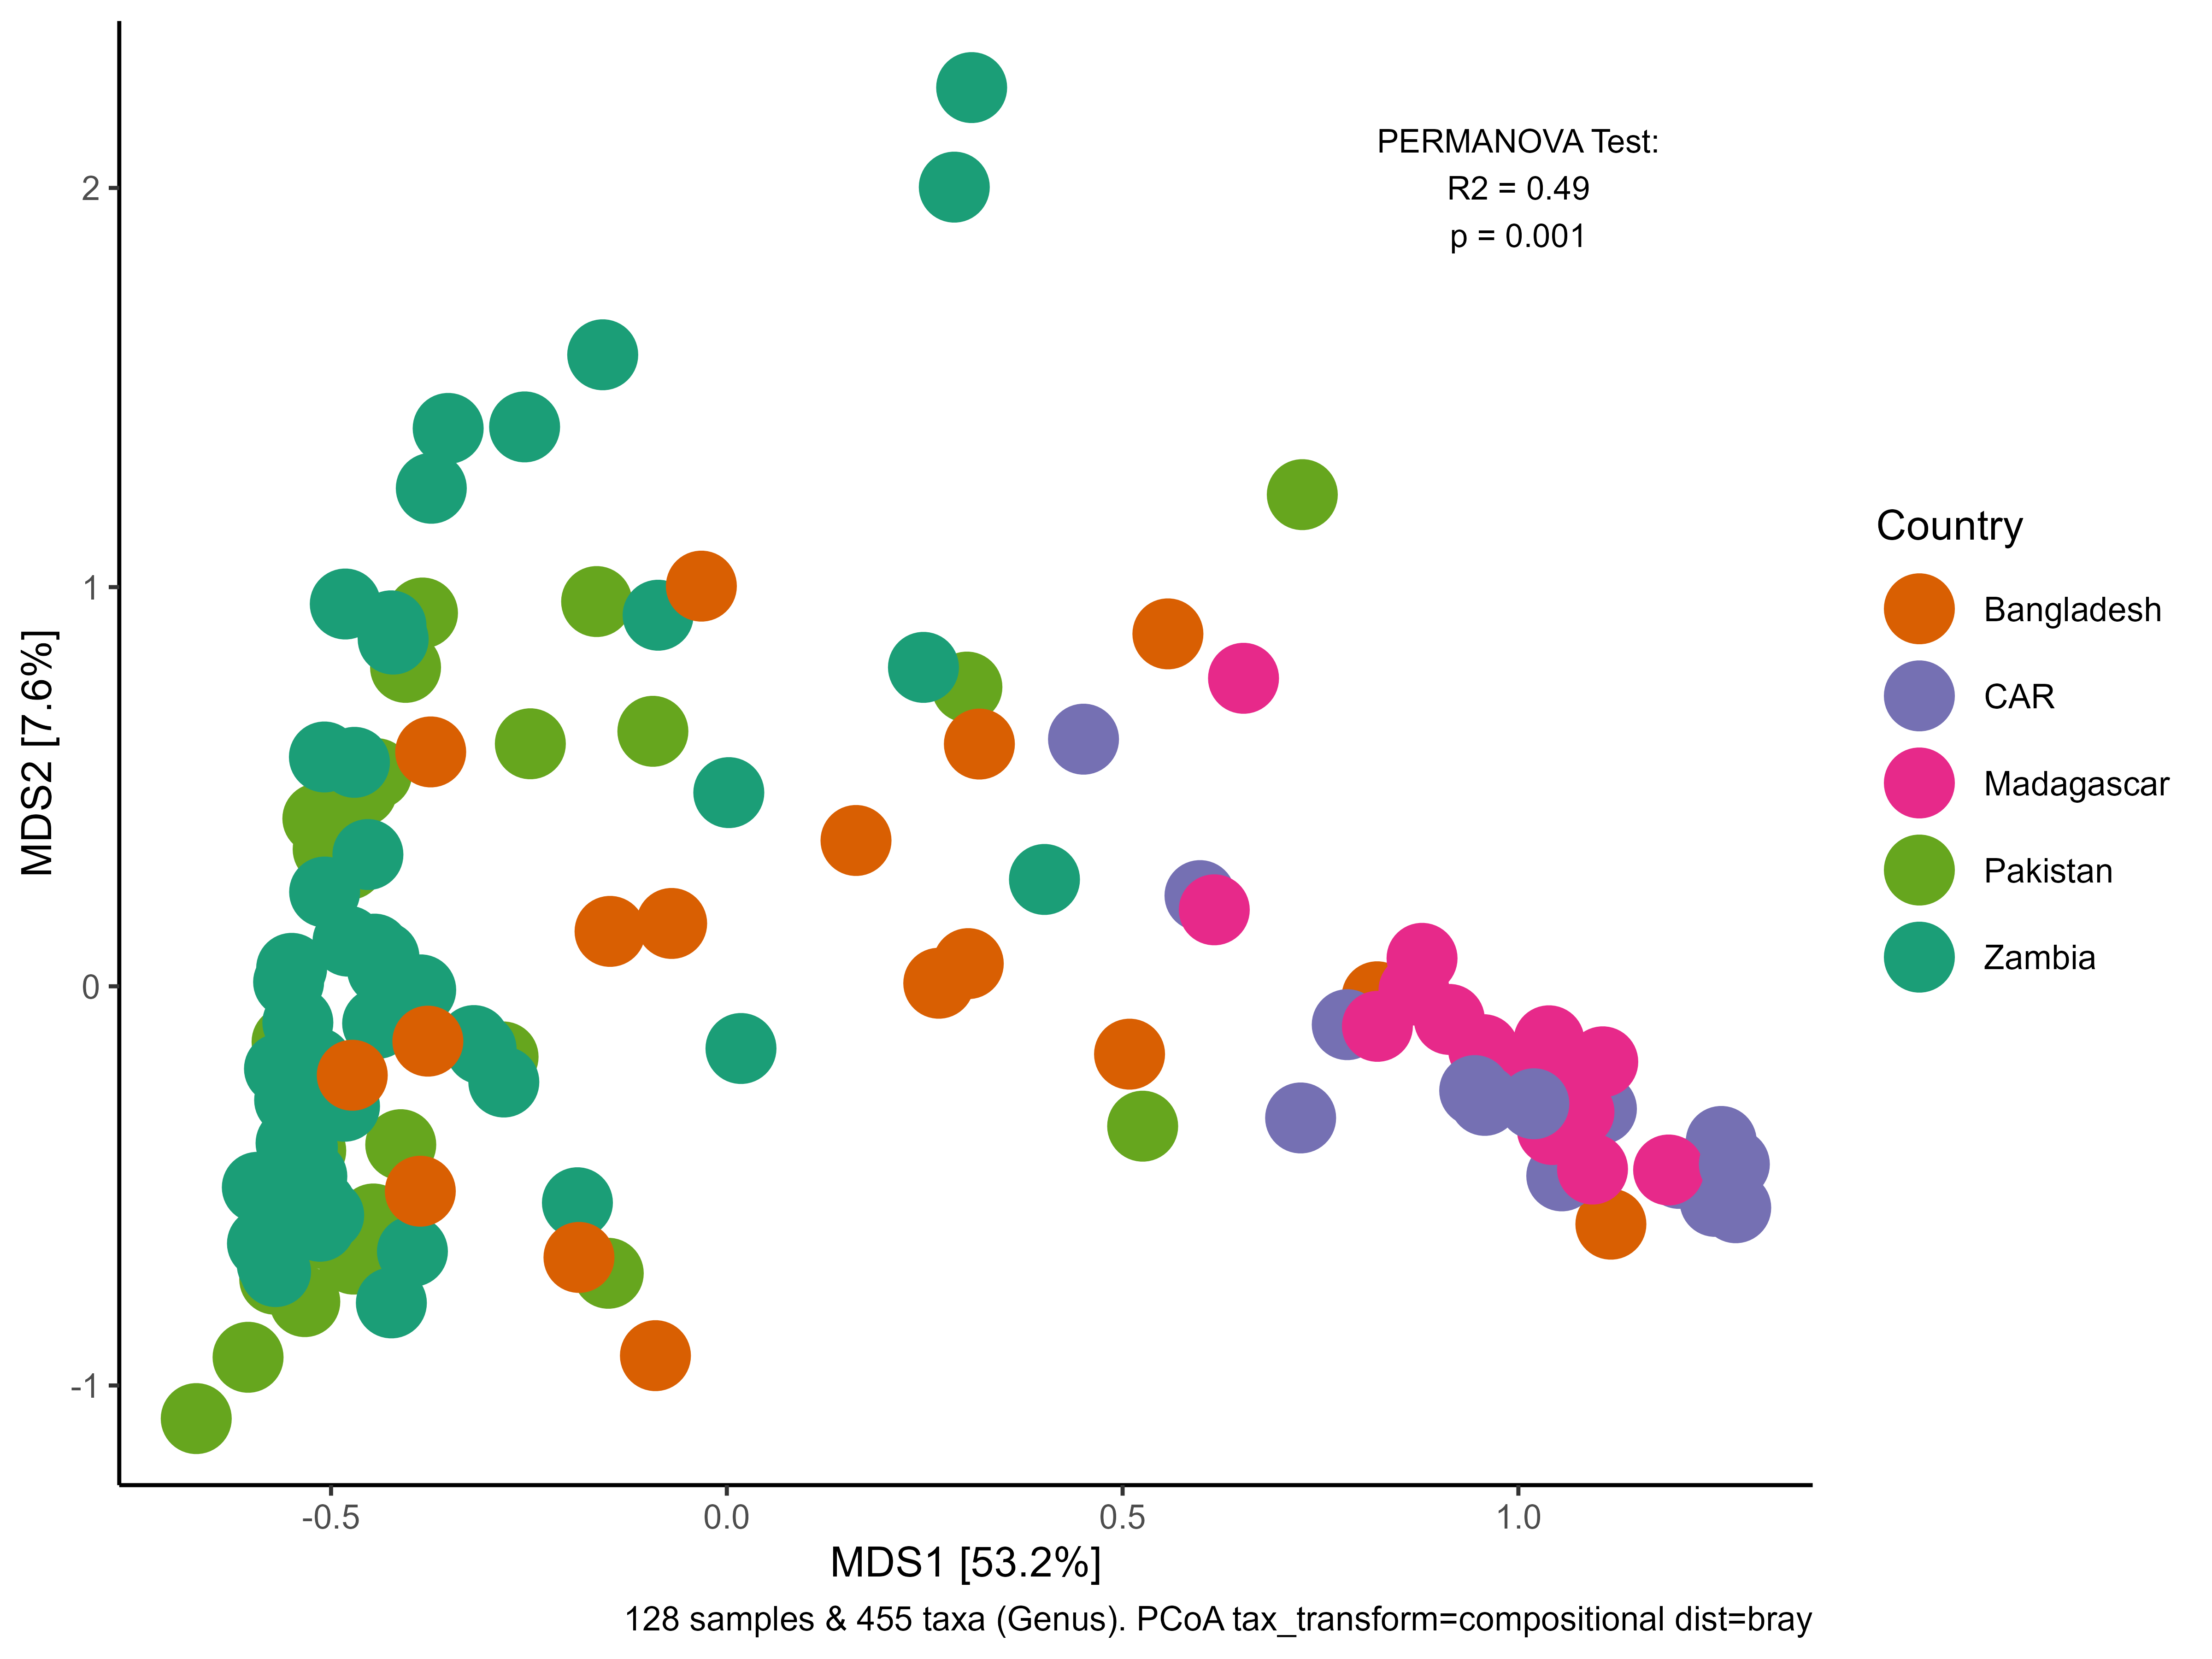 PERMANOVA Test:
R2 = 0.49
p = 0.001
2
1
0
-1
MDS2 [7.6%]
-0.5
0.0
0.5
1.0
MDS1 [53.2%]
128 samples & 455 taxa (Genus). PCoA tax_transform=compositional dist=bray
Country
Bangladesh
CAR
Madagascar
Pakistan
Zambia